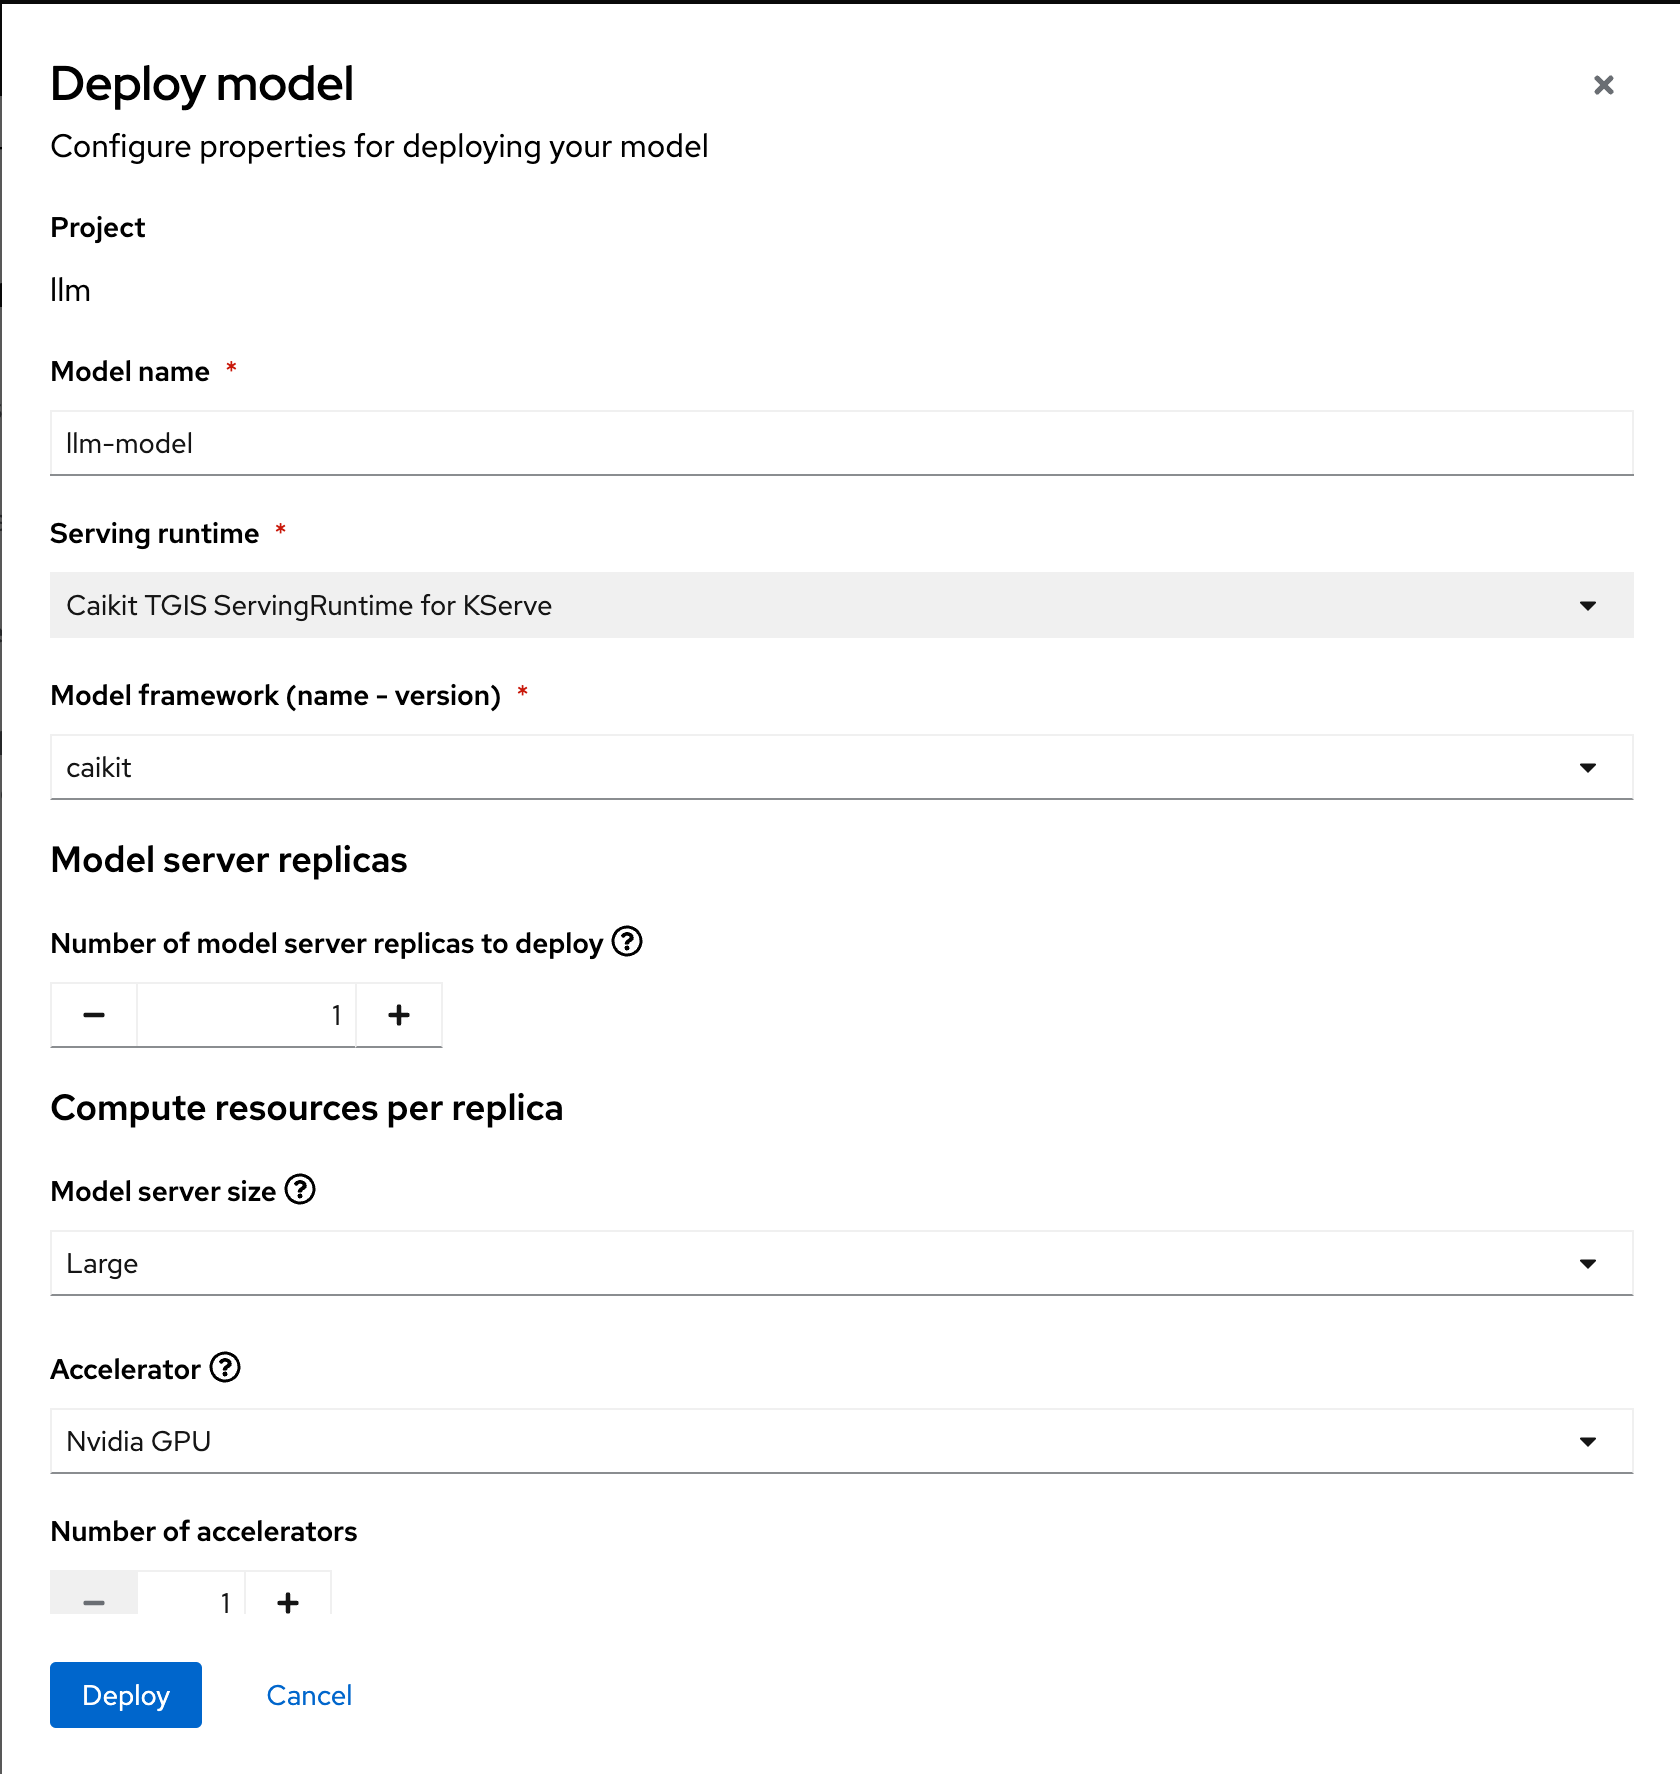 Deploy model
Configure properties for deploying your model
Project
llm
Model name *
llm-model
Serving runtime *
Caikit TGIS ServingRuntime for KServe
Model framework (name - version) *
caikit
Model server replicas
Number of model server replicas to deploy
1
Compute resources per replica
Model server size
Large
Accelerator
Nvidia GPU
Number of accelerators
1
Deploy Cancel